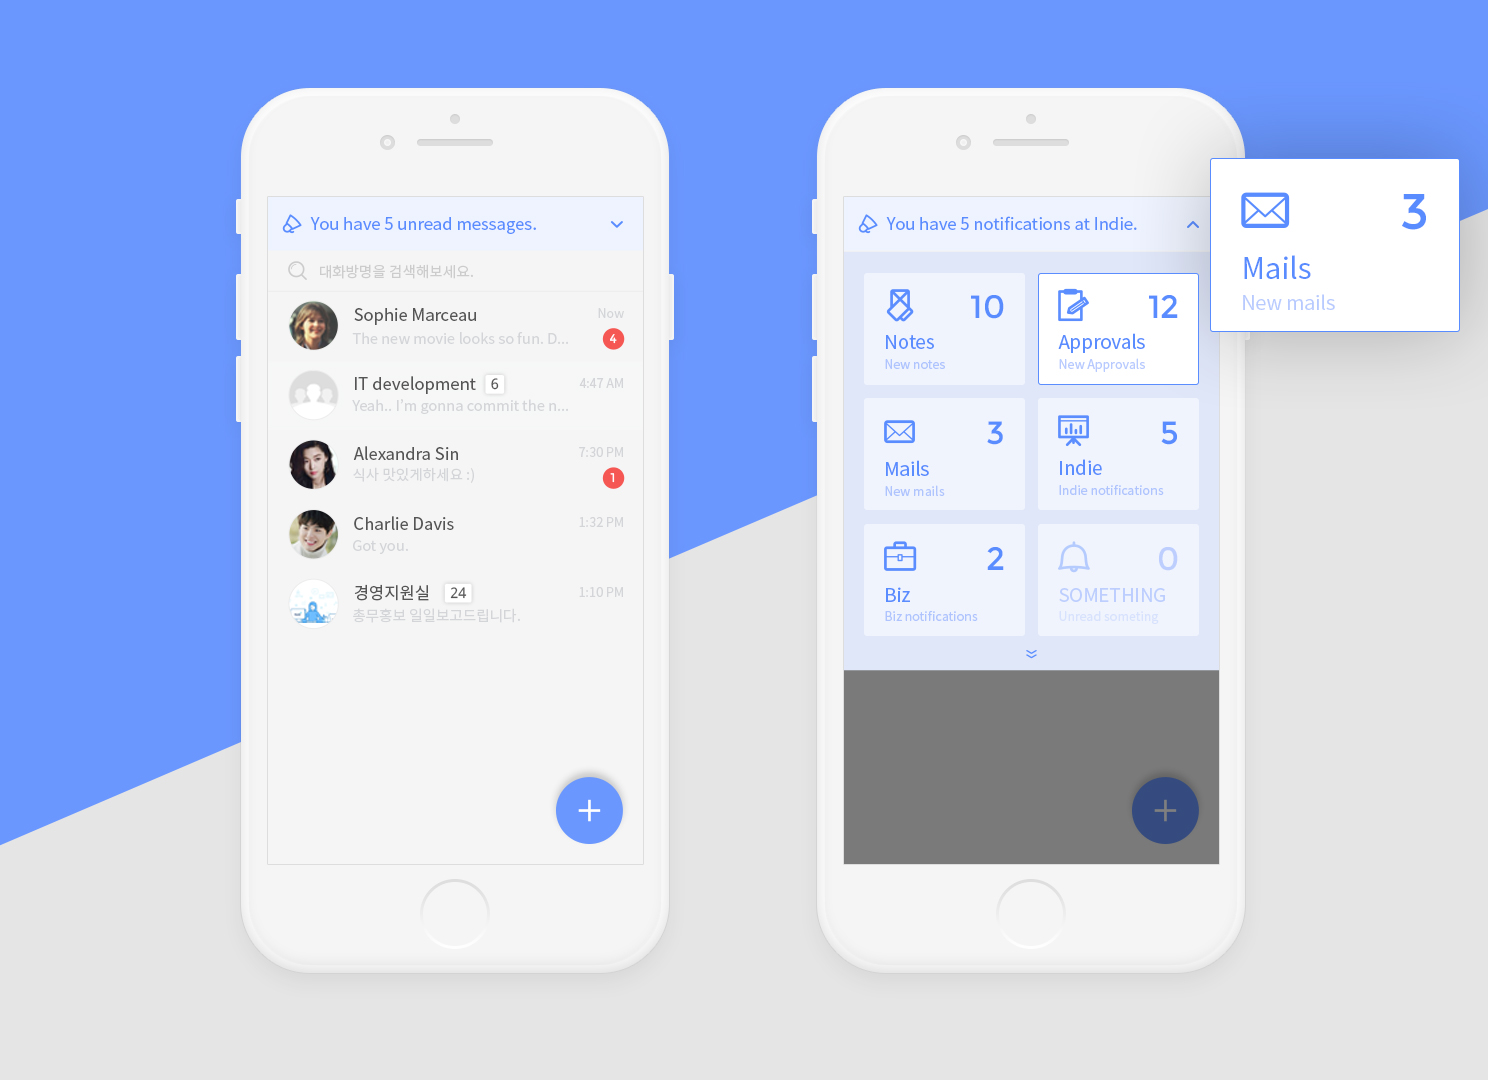 You have 5 unread messages.
대화방명을 검색해보세요.
Sophie Marceau
Now
The new movie looks so fun. D...
4
IT development 6
4:47 AM
Yeah.. I'm gonna commit the n...
Alexandra Sin
7:30 PM
식사 맛있게하세요 :)
1
Charlie Davis
1:32 PM
Got you.
경영지원실 24
1:10 PM
총무홍보 일일보고드립니다.
You have 5 notifications at Indie.
10
Notes
New notes
12
Approvals
New Approvals
3
Mails
New mails
5
Indie
Indie notifications
2
Biz
Biz notifications
0
SOMETHING
Unread someting
3
Mails
New mails